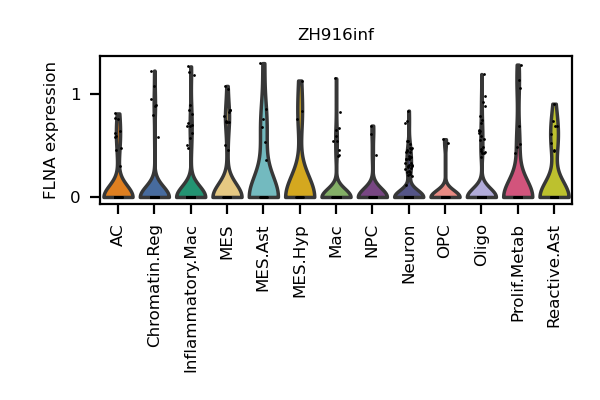 ZH916inf
FLNA expression
1
0
AC
Chromatin.Reg
Inflammatory.Mac
MES
MES.Ast
MES.Hyp
Mac
NPC
Neuron
OPC
Oligo
Prolif.Metab
Reactive.Ast